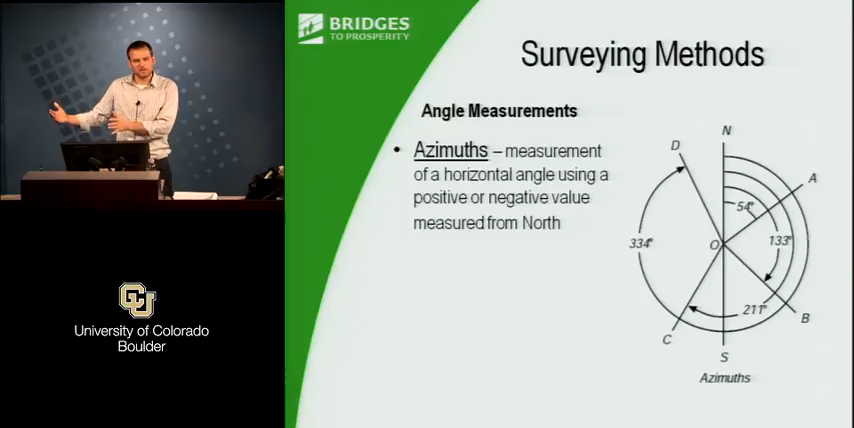 BRIDGES
TO PROSPERITY
Surveying Methods
Angle Measurements
• Azimuths – measurement
of a horizontal angle using a
positive or negative value
measured from North
N
D
A
54°
334°
O
133°
211°
B
C
S
Azimuths
CU
University of Colorado
Boulder